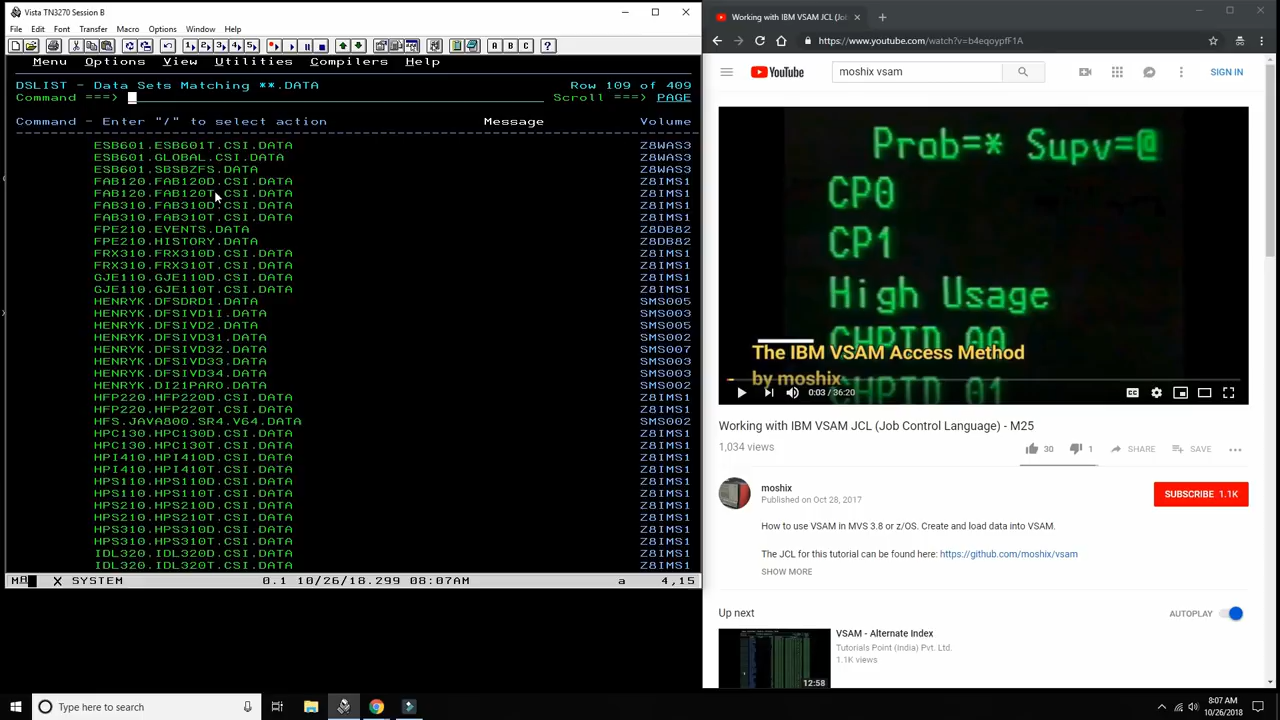 Vista TN3270 Session B
File Edit Font Transfer Macro Options Window Help
Menu Options View Utilities Compilers Help
DSLIST - Data Sets Matching **.DATA Row 109 of 409
Command ===> Scroll ===> PAGE
Command - Enter "/" to select action Message Volume
ESB601.ESB601T.CSI.DATA Z8WAS3
ESB601.GLOBAL.CSI.DATA Z8WAS3
ESB601.SBSBZFS.DATA Z8WAS3
FAB120.FAB120D.CSI.DATA Z8IMS1
FAB120.FAB120T.CSI.DATA Z8IMS1
FAB310.FAB310D.CSI.DATA Z8IMS1
FAB310.FAB310T.CSI.DATA Z8IMS1
FPE210.EVENTS.DATA Z8DB82
FPE210.HISTORY.DATA Z8DB82
FRX310.FRX310D.CSI.DATA Z8IMS1
FRX310.FRX310T.CSI.DATA Z8IMS1
GJE110.GJE110D.CSI.DATA Z8IMS1
GJE110.GJE110T.CSI.DATA Z8IMS1
HENRYK.DFSDRD1.DATA SMS005
HENRYK.DFSIVD1I.DATA SMS003
HENRYK.DFSIVD2.DATA SMS005
HENRYK.DFSIVD31.DATA SMS002
HENRYK.DFSIVD32.DATA SMS007
HENRYK.DFSIVD33.DATA SMS003
HENRYK.DFSIVD34.DATA SMS003
HENRYK.DI21PARO.DATA SMS002
HFP220.HFP220D.CSI.DATA Z8IMS1
HFP220.HFP220T.CSI.DATA Z8IMS1
HFS.JAVA800.SR4.V64.DATA SMS002
HPC130.HPC130D.CSI.DATA Z8IMS1
HPC130.HPC130T.CSI.DATA Z8IMS1
HPI410.HPI410D.CSI.DATA Z8IMS1
HPI410.HPI410T.CSI.DATA Z8IMS1
HPS110.HPS110D.CSI.DATA Z8IMS1
HPS110.HPS110T.CSI.DATA Z8IMS1
HPS210.HPS210D.CSI.DATA Z8IMS1
HPS210.HPS210T.CSI.DATA Z8IMS1
HPS310.HPS310D.CSI.DATA Z8IMS1
HPS310.HPS310T.CSI.DATA Z8IMS1
IDL320.IDL320D.CSI.DATA Z8IMS1
IDL320.IDL320T.CSI.DATA Z8IMS1
X SYSTEM 0.1 10/26/18.299 08:07AM a 4,15
Working with IBM VSAM JCL (Jo
https://www.youtube.com/watch?v=b4eqoypfF1A
YouTube moshix vsam SIGN IN
Prob=* Supv=@
CP0
CP1
High Usage
CHPID 00
The IBM VSAM Access Method
by moshix
CHPID 01
0:03 / 36:20 CC
Working with IBM VSAM JCL (Job Control Language) - M25
1,034 views 30 1 SHARE SAVE
moshix
Published on Oct 28, 2017
SUBSCRIBE 1.1K
How to use VSAM in MVS 3.8 or z/OS. Create and load data into VSAM.
The JCL for this tutorial can be found here: https://github.com/moshix/vsam
SHOW MORE
Up next AUTOPLAY
VSAM - Alternate Index
Tutorials Point (India) Pvt. Ltd.
1.1K views
12:58
Type here to search
8:07 AM
10/26/2018